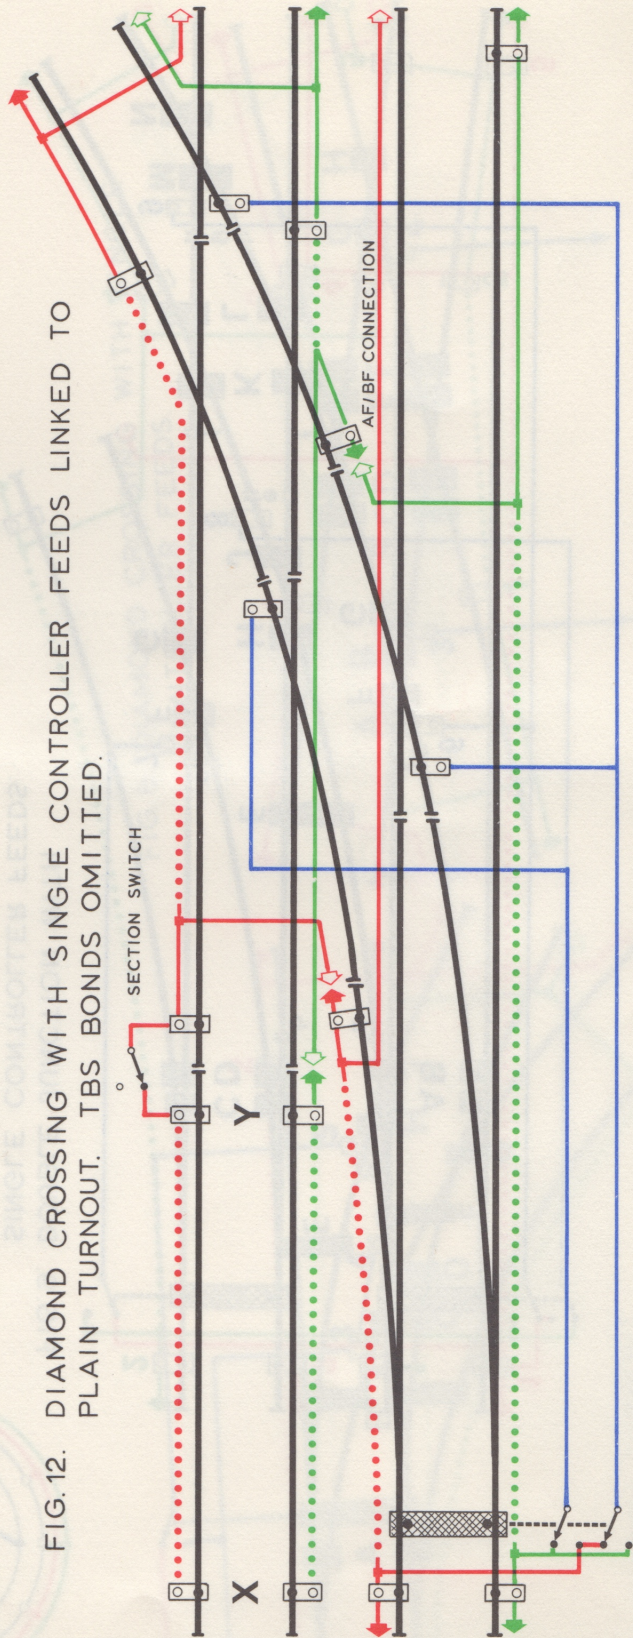 FIG.12. DIAMOND CROSSING WITH SINGLE CONTROLLER FEEDS LINKED TO
PLAIN TURNOUT. TBS BONDS OMITTED.
SECTION SWITCH
AF/BF CONNECTION
X
Y